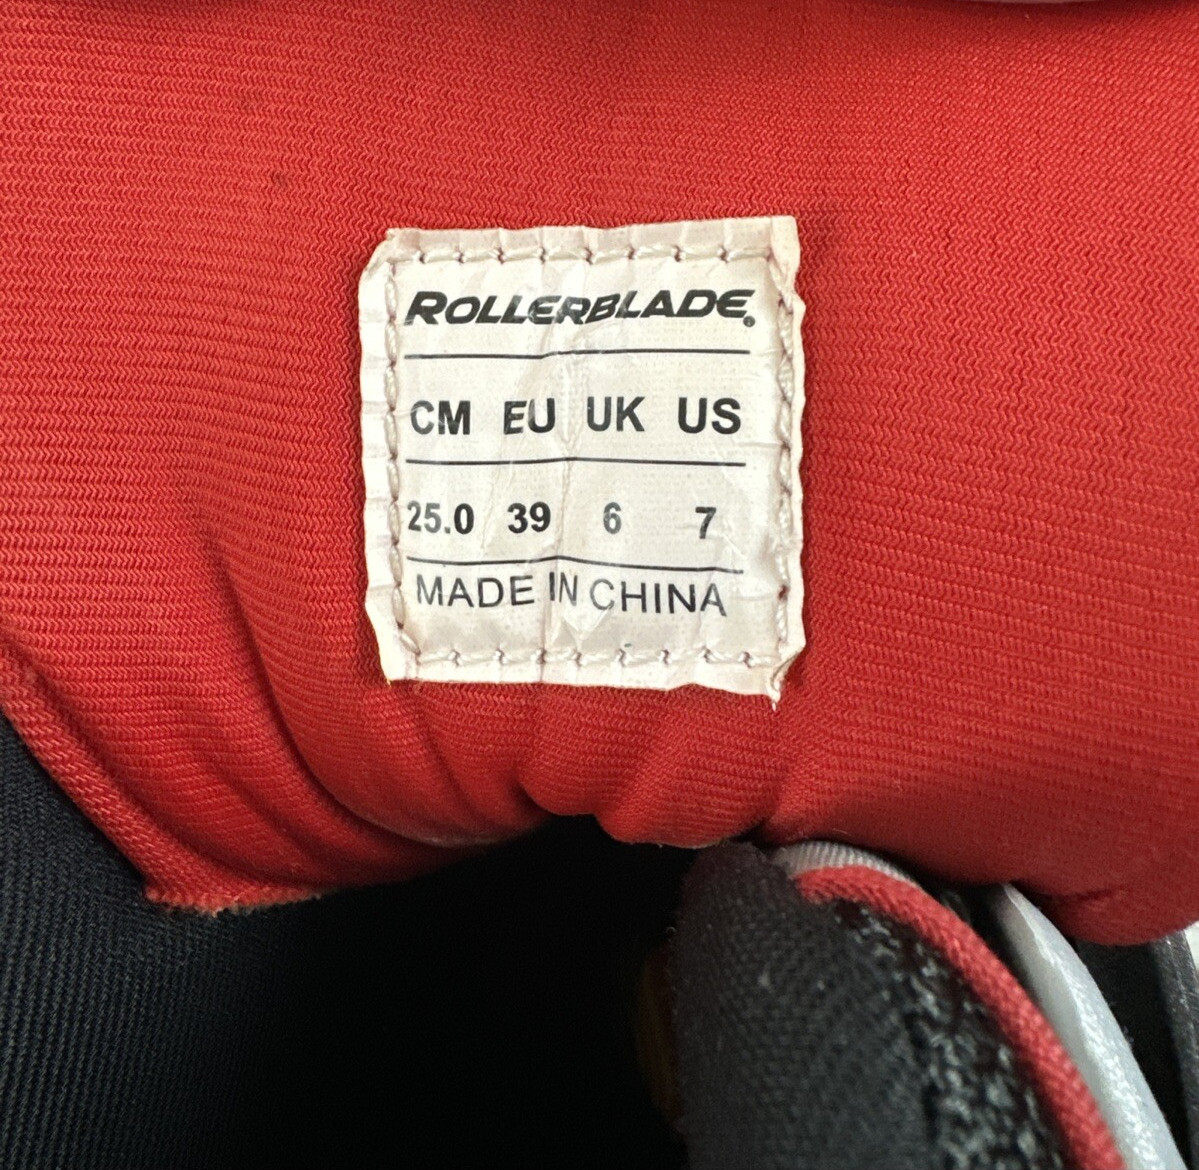 ROLLERBLADE®
CM EU UK US
25.0 39 6 7
MADE IN CHINA